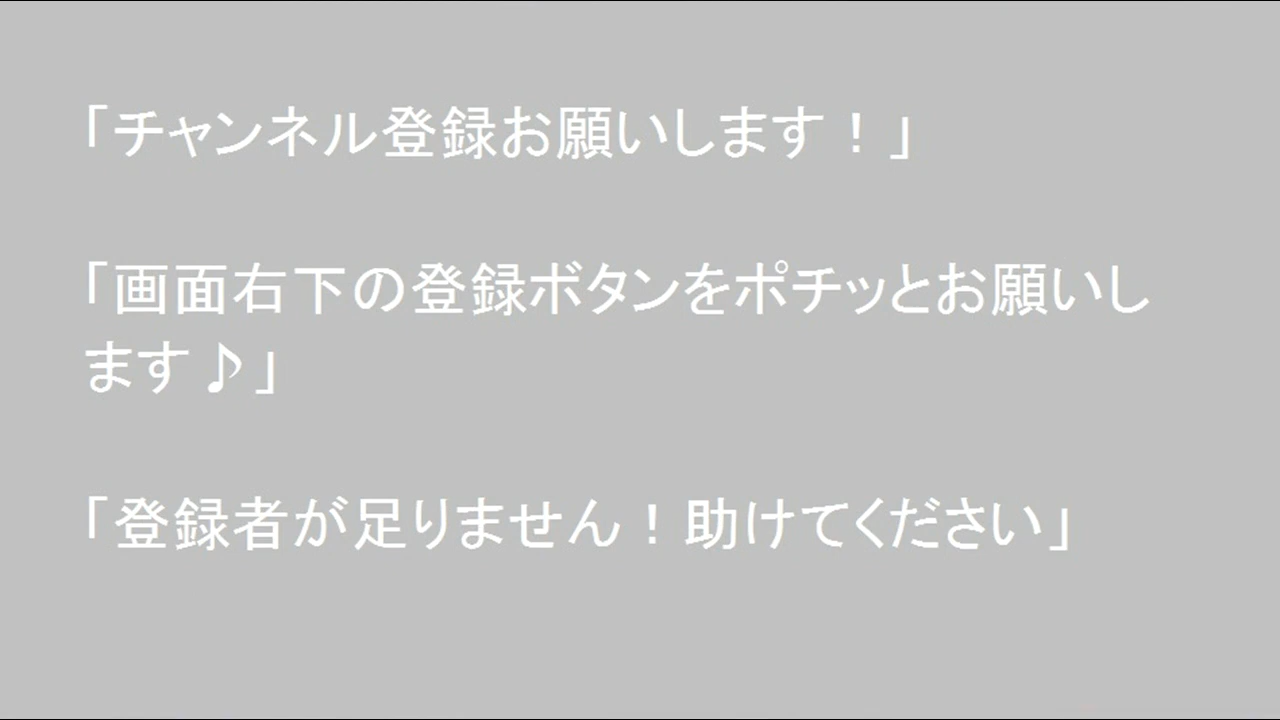 「チャンネル登録お願いします！」
「画面右下の登録ボタンをポチッとお願いし
ます♪」
「登録者が足りません！助けてください」